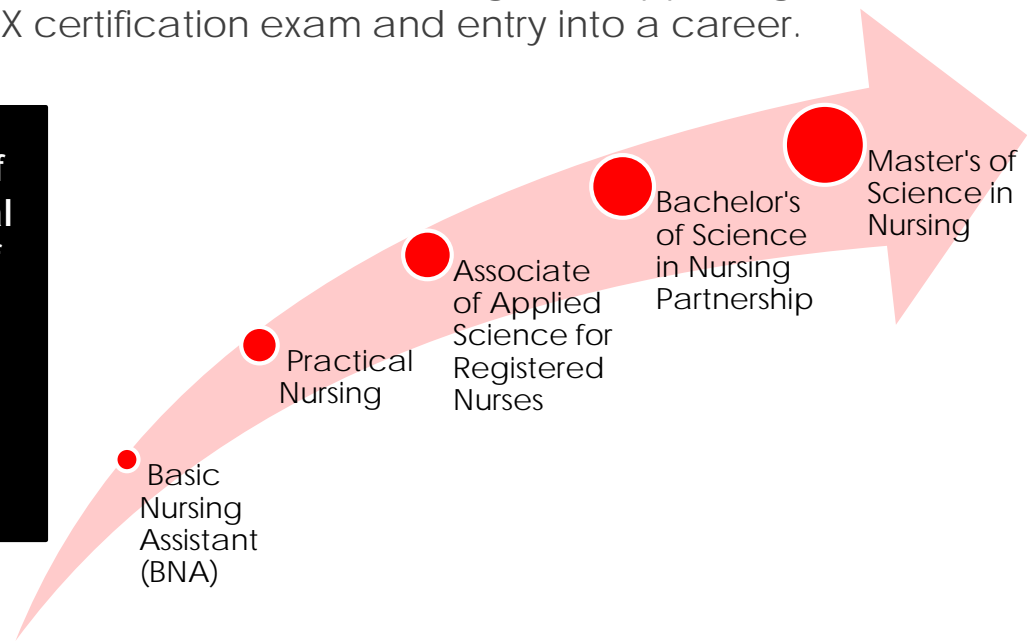 X certification exam and entry into a career.
Master's of
Science in
Nursing
Bachelor's
of Science
in Nursing
Partnership
Associate
of Applied
Science for
Registered
Nurses
Practical
Nursing
Basic
Nursing
Assistant
(BNA)